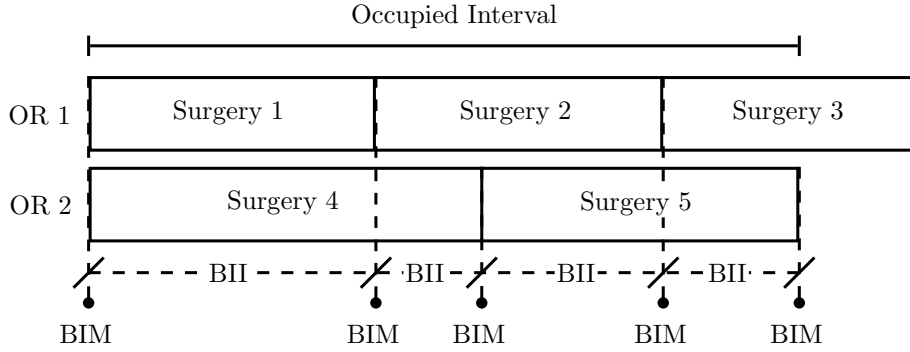 Occupied Interval
OR 1 Surgery 1 Surgery 2 Surgery 3
OR 2 Surgery 4 Surgery 5
BII BII BII BII
BIM BIM BIM BIM BIM